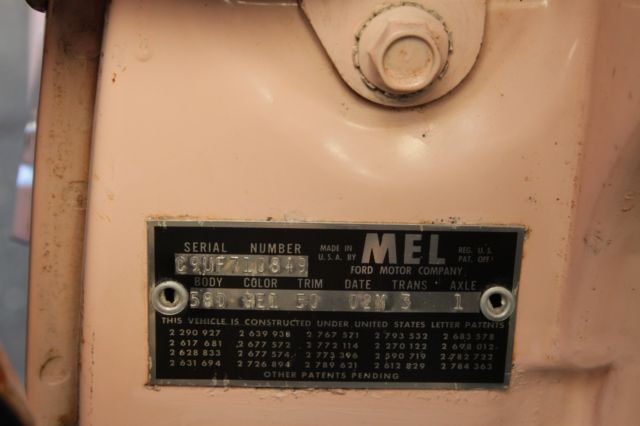 SERIAL NUMBER MADE IN U.S.A. BY MEL REG. U.S. PAT. OFF.
C9UF710849 FORD MOTOR COMPANY
BODY COLOR TRIM DATE TRANS AXLE
58D 50 02M 3 1
THIS VEHICLE IS CONSTRUCTED UNDER UNITED STATES LETTER PATENTS
2 290 927 2 639 938 2 767 571 2 793 532 2 683 578
2 617 681 2 677 572 2 772 114 2 270 122 2 698 012
2 628 833 2 677 574 2 773 396 2 590 719 2 782 722
2 631 694 2 726 894 2 789 621 2 612 829 2 784 363
OTHER PATENTS PENDING